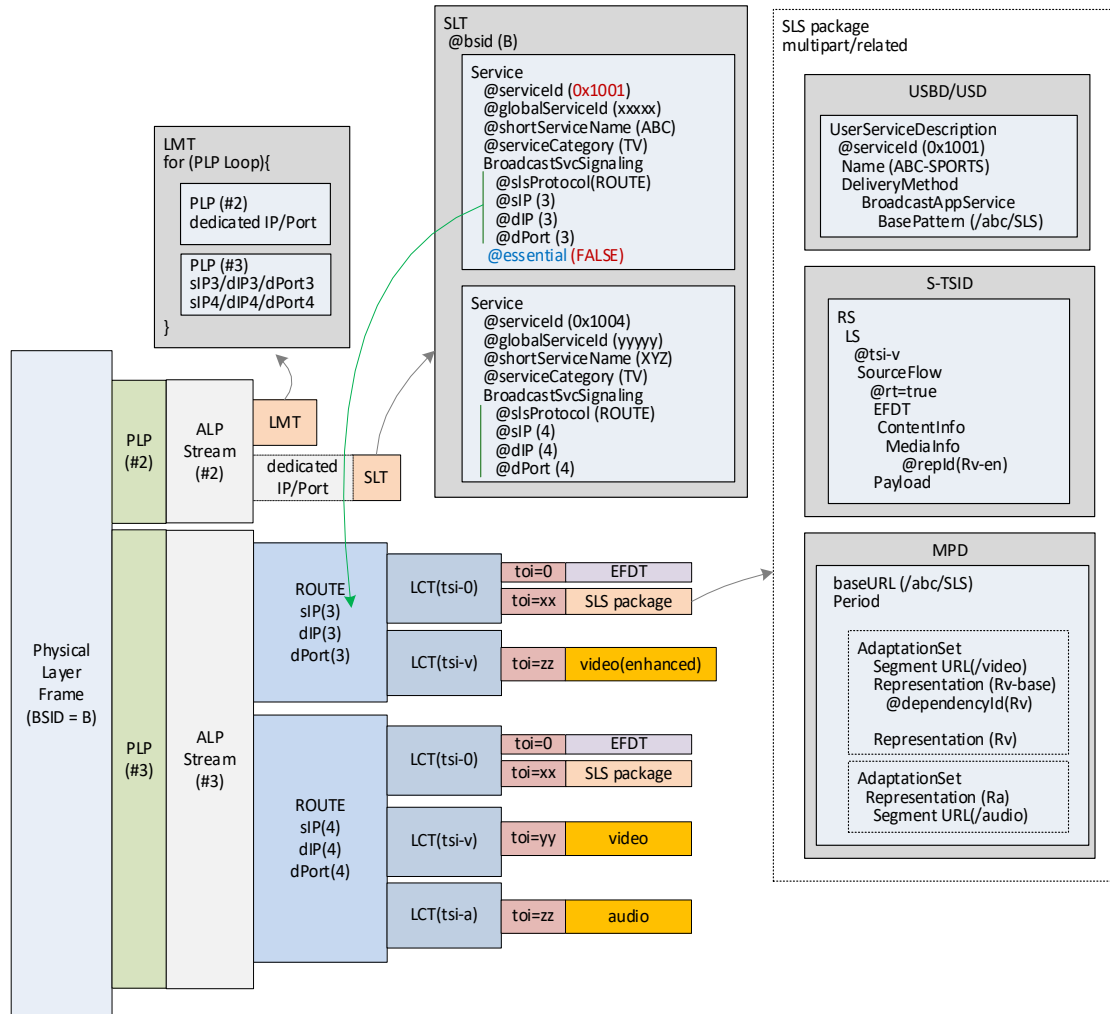 SLT
@bsid (B)
Service
@serviceId (0x1001)
@globalServiceId (xxxxx)
@shortServiceName (ABC)
@serviceCategory (TV)
BroadcastSvcSignaling
@slsProtocol(ROUTE)
@sIP (3)
@dIP (3)
@dPort (3)
@essential (FALSE)
Service
@serviceId (0x1004)
@globalServiceId (yyyyy)
@shortServiceName (XYZ)
@serviceCategory (TV)
BroadcastSvcSignaling
@slsProtocol (ROUTE)
@sIP (4)
@dIP (4)
@dPort (4)
LMT
for (PLP Loop){
PLP (#2)
dedicated IP/Port
PLP (#3)
sIP3/dIP3/dPort3
sIP4/dIP4/dPort4
}
Physical
Layer
Frame
(BSID = B)
PLP
(#2)
ALP
Stream
(#2)
LMT
dedicated
IP/Port
SLT
PLP
(#3)
ALP
Stream
(#3)
ROUTE
sIP(3)
dIP(3)
dPort(3)
LCT(tsi-0)
toi=0
EFDT
toi=xx
SLS package
LCT(tsi-v)
toi=zz
video(enhanced)
ROUTE
sIP(4)
dIP(4)
dPort(4)
LCT(tsi-0)
toi=0
EFDT
toi=xx
SLS package
LCT(tsi-v)
toi=yy
video
LCT(tsi-a)
toi=zz
audio
SLS package
multipart/related
USBD/USD
UserServiceDescription
@serviceId (0x1001)
Name (ABC-SPORTS)
DeliveryMethod
BroadcastAppService
BasePattern (/abc/SLS)
S-TSID
RS
LS
@tsi-v
SourceFlow
@rt=true
EFDT
ContentInfo
MediaInfo
@repId(Rv-en)
Payload
MPD
baseURL (/abc/SLS)
Period
AdaptationSet
Segment URL(/video)
Representation (Rv-base)
@dependencyId(Rv)
Representation (Rv)
AdaptationSet
Representation (Ra)
Segment URL(/audio)